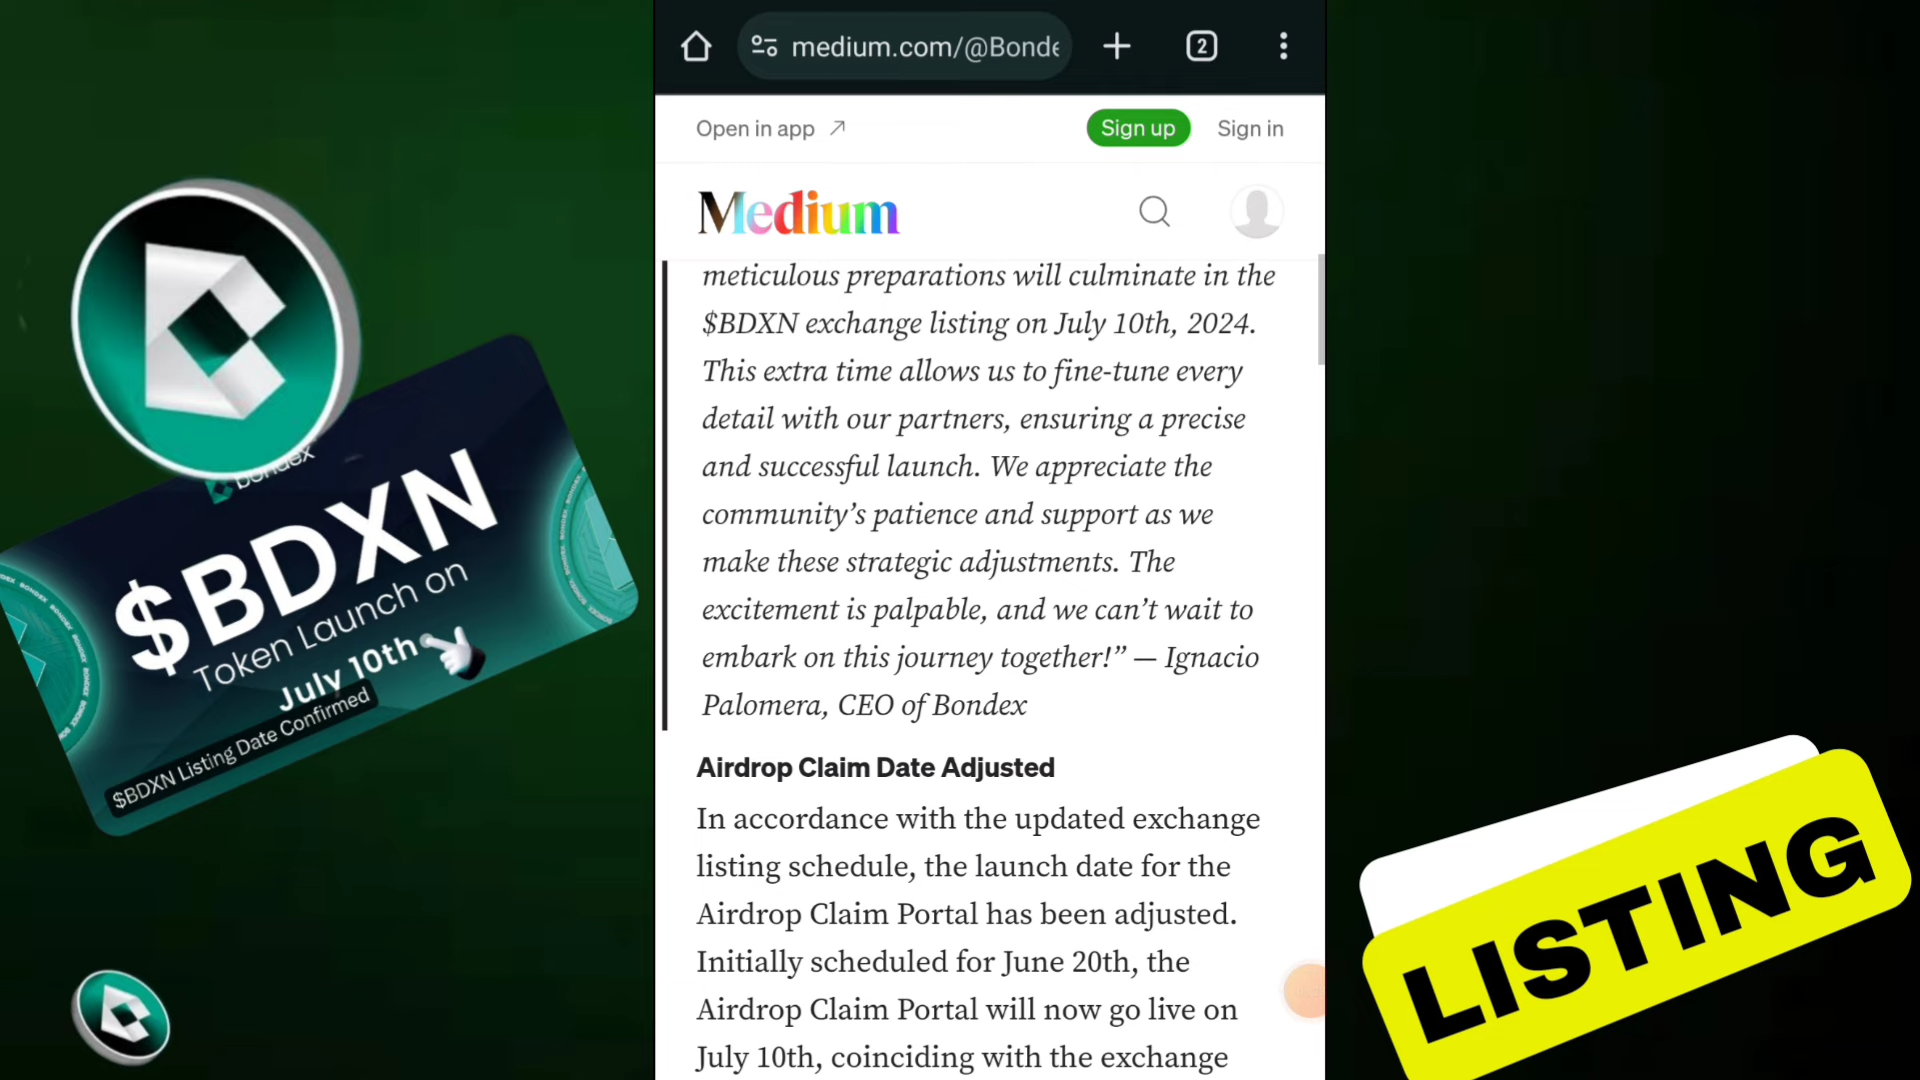 medium.com/@Bonde
2
Open in app
Sign up
Sign in
Medium
meticulous preparations will culminate in the
$BDXN exchange listing on July 10th, 2024.
This extra time allows us to fine-tune every
detail with our partners, ensuring a precise
and successful launch. We appreciate the
community’s patience and support as we
make these strategic adjustments. The
excitement is palpable, and we can’t wait to
embark on this journey together!” — Ignacio
Palomera, CEO of Bondex
Airdrop Claim Date Adjusted
In accordance with the updated exchange
listing schedule, the launch date for the
Airdrop Claim Portal has been adjusted.
Initially scheduled for June 20th, the
Airdrop Claim Portal will now go live on
July 10th, coinciding with the exchange
bondex
$BDXN
Token Launch on
July 10th
$BDXN Listing Date Confirmed
LISTING